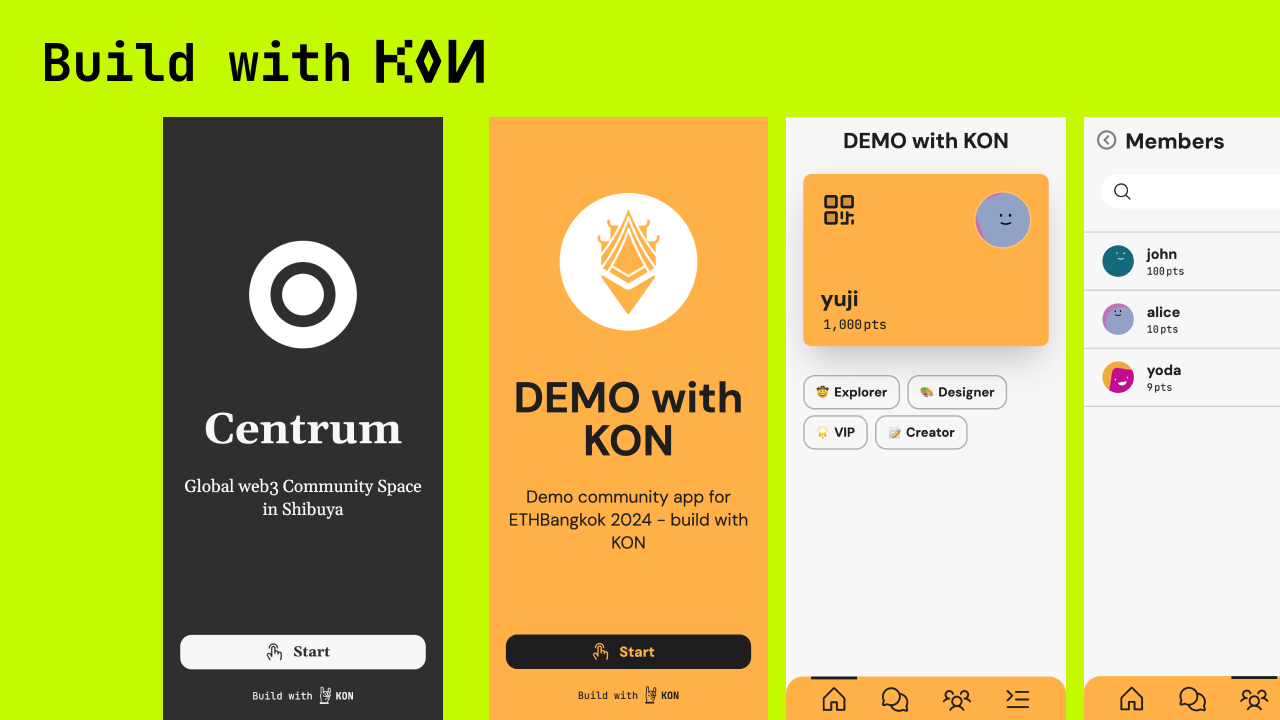 Build with KON
Centrum
Global web3 Community Space
in Shibuya
Start
Build with KON
DEMO with
KON
Demo community app for
ETHBangkok 2024 - build with
KON
Start
Build with KON
DEMO with KON
yuji
1,000pts
Explorer
Designer
VIP
Creator
Members
john
100pts
alice
10pts
yoda
9pts